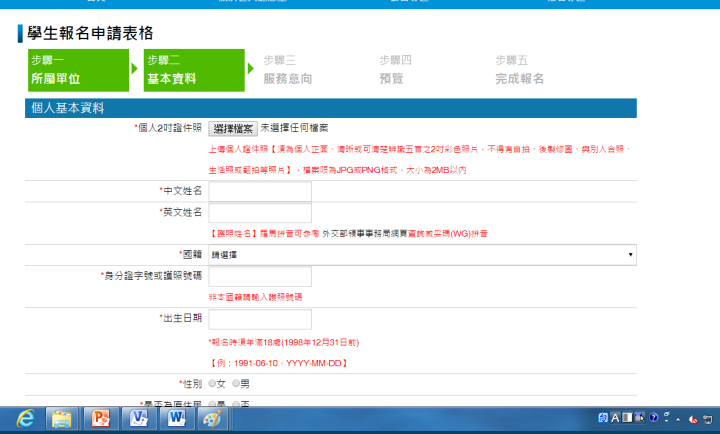 學生報名申請表格
步驟一
所屬單位
步驟二
基本資料
步驟三
服務意向
步驟四
預覽
步驟五
完成報名
個人基本資料
*個人2吋證件照 選擇檔案 未選擇任何檔案
上傳個人證件照【須為個人正面、清晰或可清楚辨識五官之2吋彩色照片，不得有自拍、後製修圖、與別人合照、
生活照或翻拍等照片】，檔案限為JPG或PNG格式，大小為2MB以內
*中文姓名
*英文姓名
【護照姓名】羅馬拼音可參考 外交部領事事務局網頁查詢威妥瑪(WG)拼音
*國籍 請選擇
*身分證字號或護照號碼
非本國籍請輸入護照號碼
*出生日期
*報名時須年滿18歲(1998年12月31日前)
【例：1991-06-10，YYYY-MM-DD】
*性別 女 男
*是否為原住民 是 否